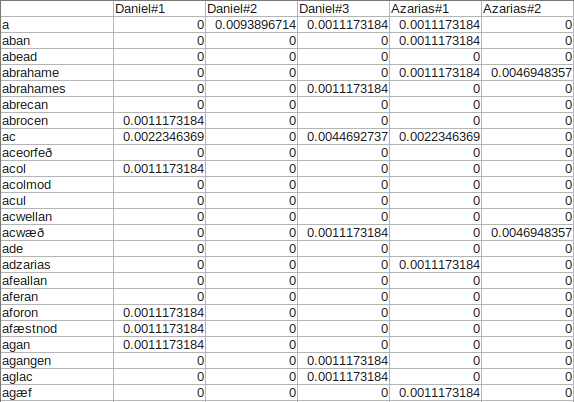 Daniel#1 Daniel#2 Daniel#3 Azarias#1 Azarias#2
a 0 0.0093896714 0.0011173184 0.0011173184 0
aban 0 0 0 0.0011173184 0
abead 0 0 0 0 0
abrahame 0 0 0 0.0011173184 0.0046948357
abrahames 0 0 0.0011173184 0 0
abrecan 0 0 0 0 0
abrocen 0.0011173184 0 0 0 0
ac 0.0022346369 0 0.0044692737 0.0022346369 0
aceorfeð 0 0 0 0 0
acol 0.0011173184 0 0 0 0
acolmod 0 0 0 0 0
acul 0 0 0 0 0
acwellan 0 0 0 0 0
acwæð 0 0 0.0011173184 0 0.0046948357
ade 0 0 0 0 0
adzarias 0 0 0 0.0011173184 0
afeallan 0 0 0 0 0
aferan 0 0 0 0 0
aforon 0.0011173184 0 0 0 0
afæstnod 0.0011173184 0 0 0 0
agan 0.0011173184 0 0 0 0
agangen 0 0 0.0011173184 0 0
aglac 0 0 0.0011173184 0 0
agæf 0 0 0 0.0011173184 0